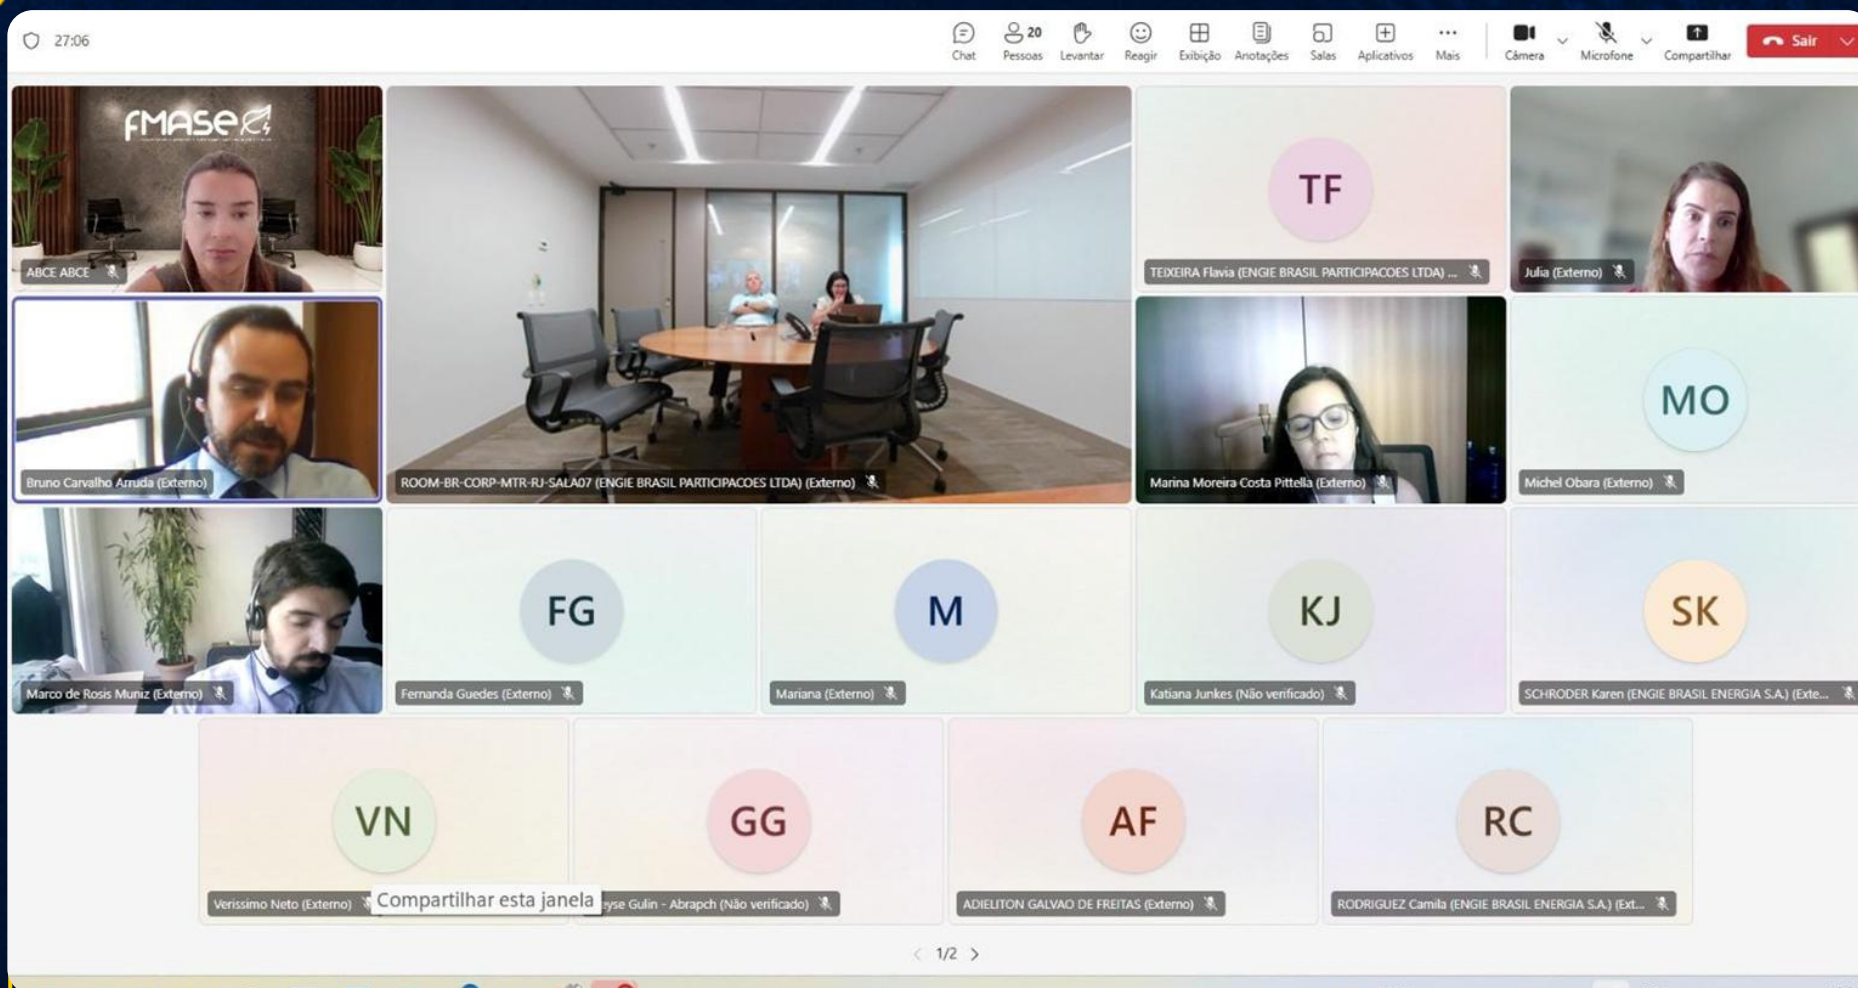 27:06
Chat
20
Pessoas
Levantar
Reagir
Exibição
Anotações
Salas
Aplicativos
Mais
Câmera
Microfone
Compartilhar
Sair
FMASE
ABCE ABCE
TF
TEIXEIRA Flavia (ENGIE BRASIL PARTICIPACOES LTDA) ...
Julia (Externo)
Bruno Carvalho Arruda (Externo)
ROOM-BR-CORP-MTR-RJ-SALA07 (ENGIE BRASIL PARTICIPACOES LTDA) (Externo)
Marina Moreira Costa Pittella (Externo)
MO
Michel Obara (Externo)
Marco de Rosis Muniz (Externo)
FG
Fernanda Guedes (Externo)
M
Mariana (Externo)
KJ
Katiana Junkes (Não verificado)
SK
SCHRODER Karen (ENGIE BRASIL ENERGIA S.A.) (Exte...
VN
Verissimo Neto (Externo)
Compartilhar esta janela
GG
eyse Gulin - Abrapch (Não verificado)
AF
ADIELITON GALVAO DE FREITAS (Externo)
RC
RODRIGUEZ Camila (ENGIE BRASIL ENERGIA S.A.) (Ext...
1/2